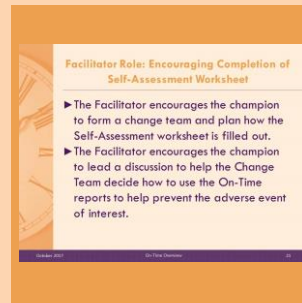 Facilitator Role: Encouraging Completion of
Self-Assessment Worksheet
►The Facilitator encourages the champion
to form a change team and plan how the
Self-Assessment worksheet is filled out.
►The Facilitator encourages the champion
to lead a discussion to help the Change
Team decide how to use the On-Time
reports to help prevent the adverse event
of interest.
October 2017
On-Time Overview